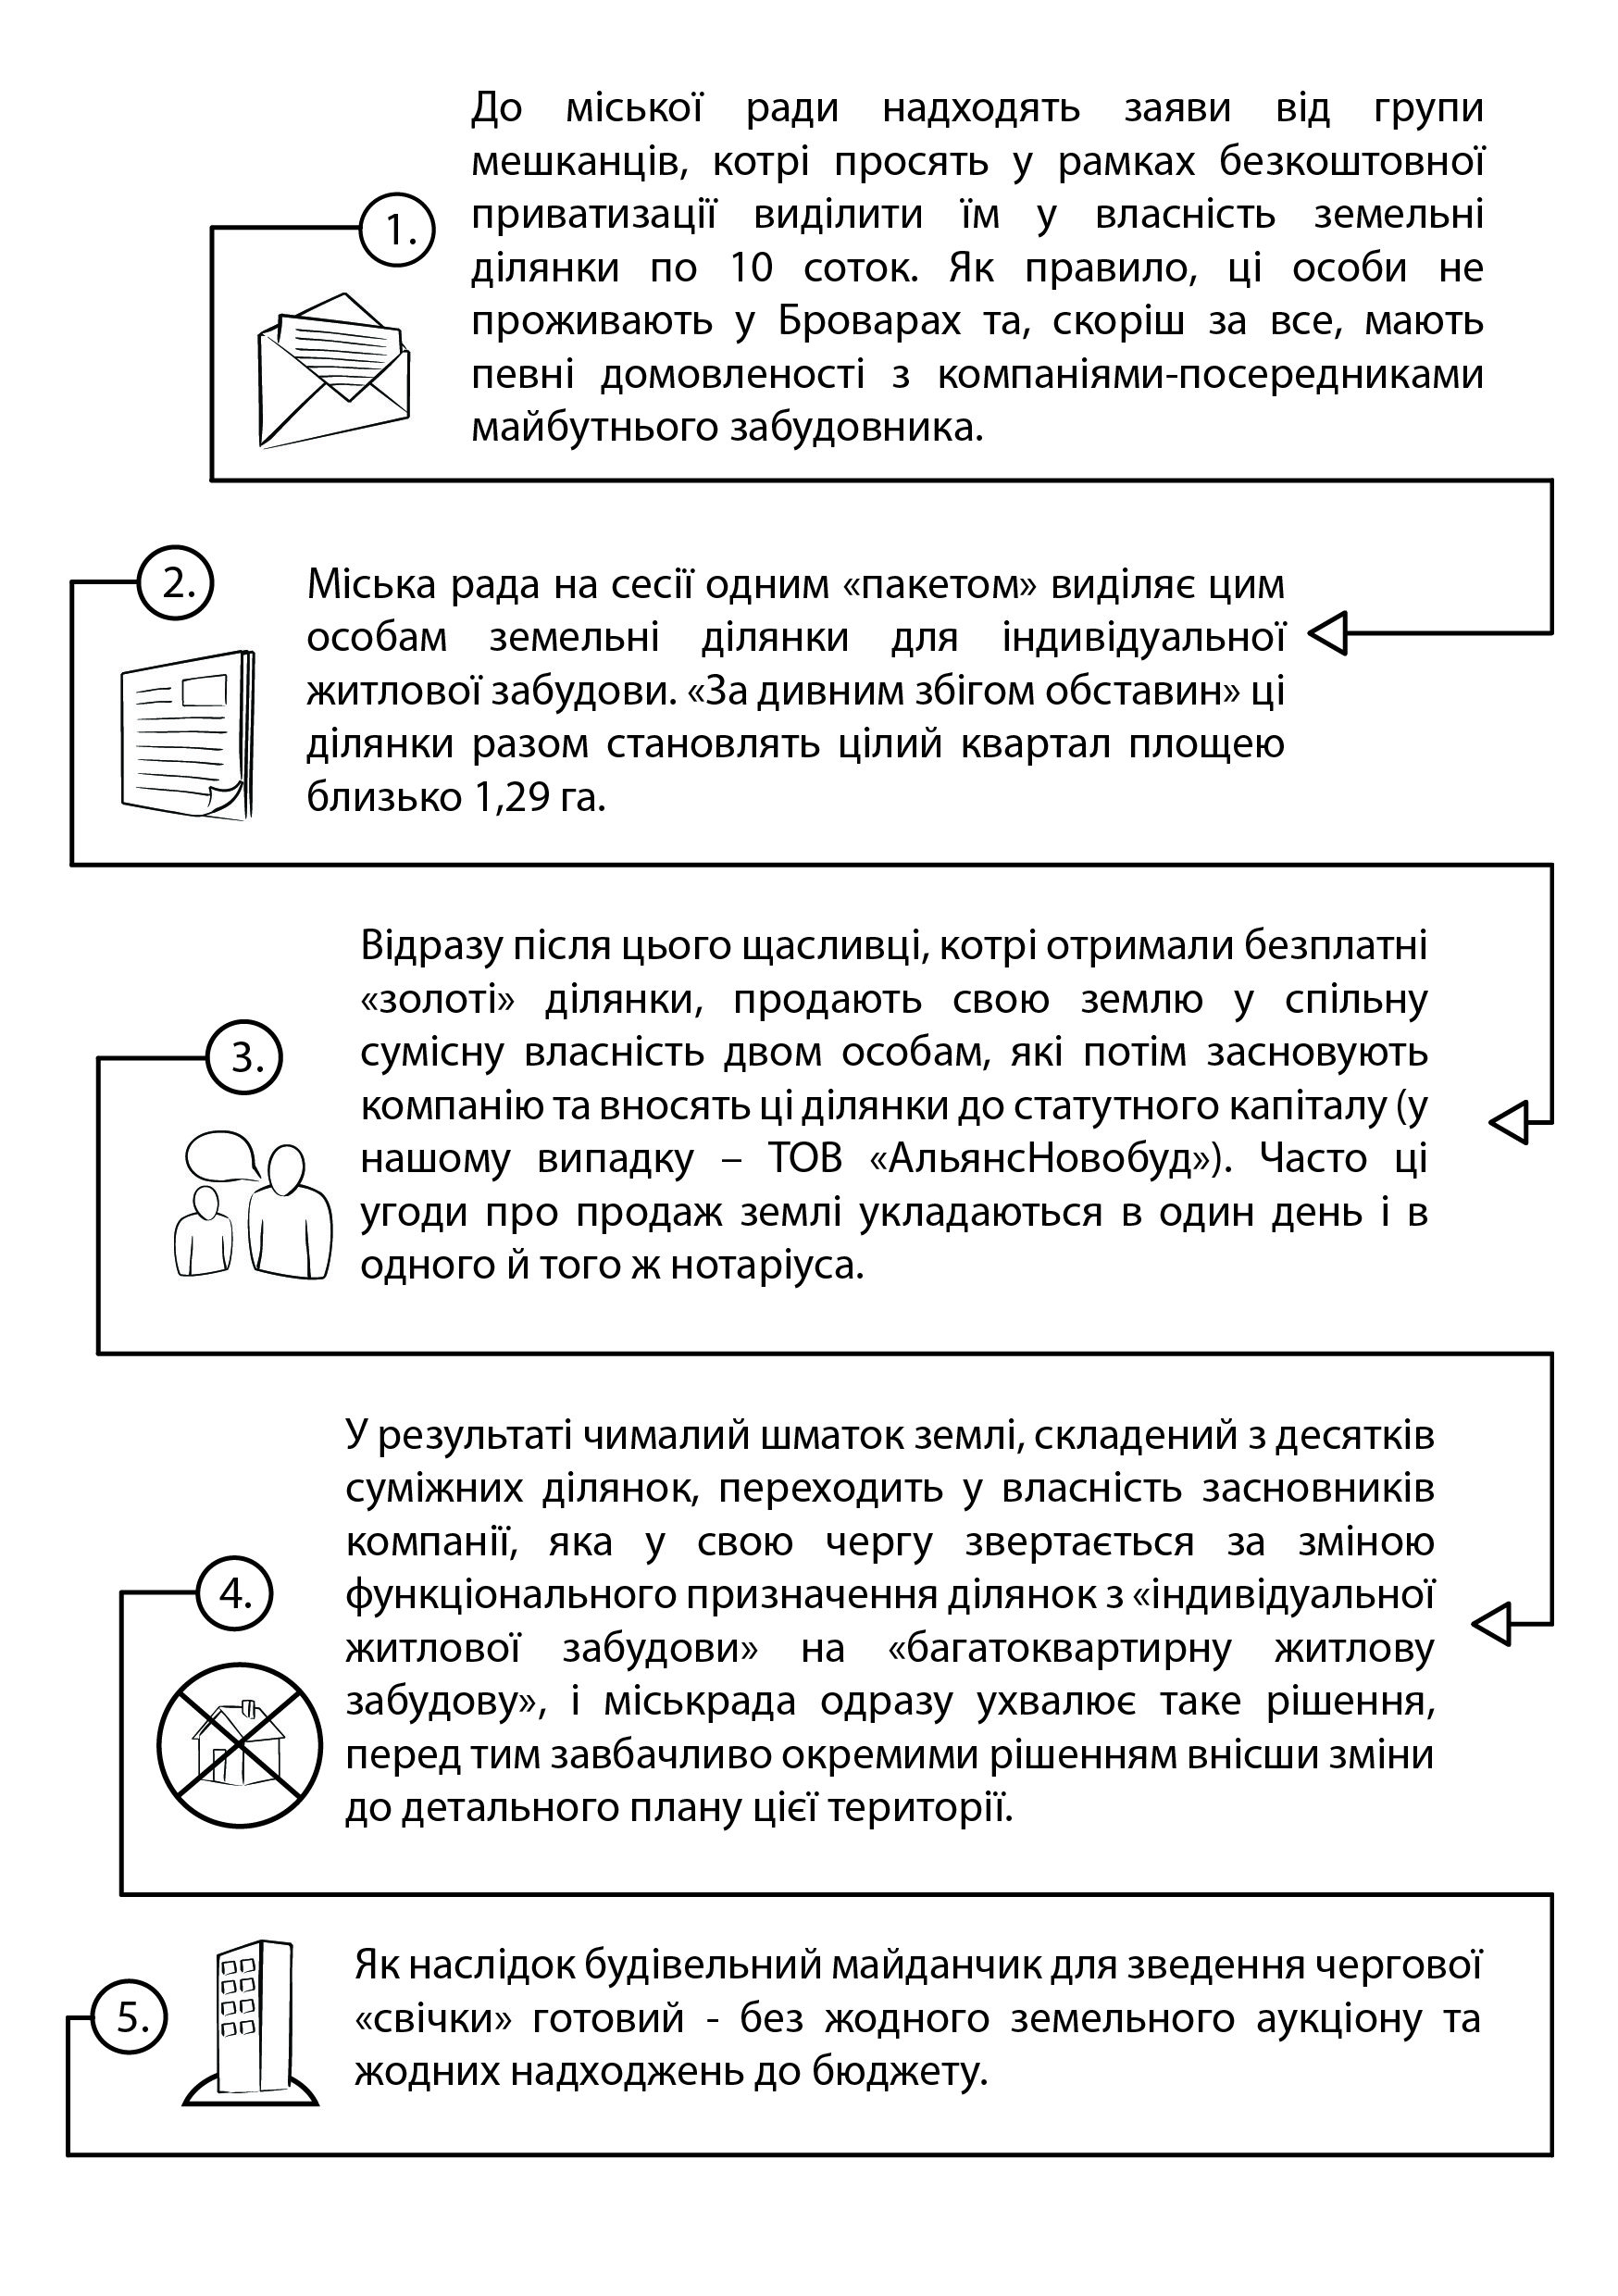 До міської ради надходять заяви від групи
мешканців, котрі просять у рамках безкоштовної
приватизації виділити їм у власність земельні
ділянки по 10 соток. Як правило, ці особи не
проживають у Броварах та, скоріш за все, мають
певні домовленості з компаніями-посередниками
майбутнього забудовника.
1.
2.
Міська рада на сесії одним «пакетом» виділяє цим
особам земельні ділянки для індивідуальної
житлової забудови. «За дивним збігом обставин» ці
ділянки разом становлять цілий квартал площею
близько 1,29 га.
Відразу після цього щасливці, котрі отримали безплатні
«золоті» ділянки, продають свою землю у спільну
сумісну власність двом особам, які потім засновують
компанію та вносять ці ділянки до статутного капіталу (у
нашому випадку – ТОВ «АльянсНовобуд»). Часто ці
угоди про продаж землі укладаються в один день і в
одного й того ж нотаріуса.
3.
У результаті чималий шматок землі, складений з десятків
суміжних ділянок, переходить у власність засновників
компанії, яка у свою чергу звертається за зміною
функціонального призначення ділянок з «індивідуальної
житлової забудови» на «багатоквартирну житлову
забудову», і міськрада одразу ухвалює таке рішення,
перед тим завбачливо окремими рішенням внісши зміни
до детального плану цієї території.
4.
Як наслідок будівельний майданчик для зведення чергової
«свічки» готовий - без жодного земельного аукціону та
жодних надходжень до бюджету.
5.